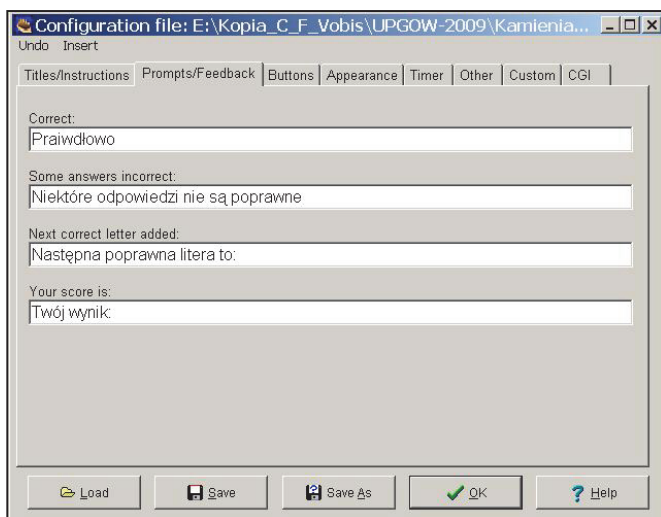 Configuration file: E:\Kopia_C_F_Vobis\UPGOW-2009\Kamienia...
Undo Insert
Titles/Instructions Prompts/Feedback Buttons Appearance Timer Other Custom CGI
Correct:
Praiwdłowo
Some answers incorrect:
Niektóre odpowiedzi nie są poprawne
Next correct letter added:
Następna poprawna litera to:
Your score is:
Twój wynik:
Load Save Save As OK Help